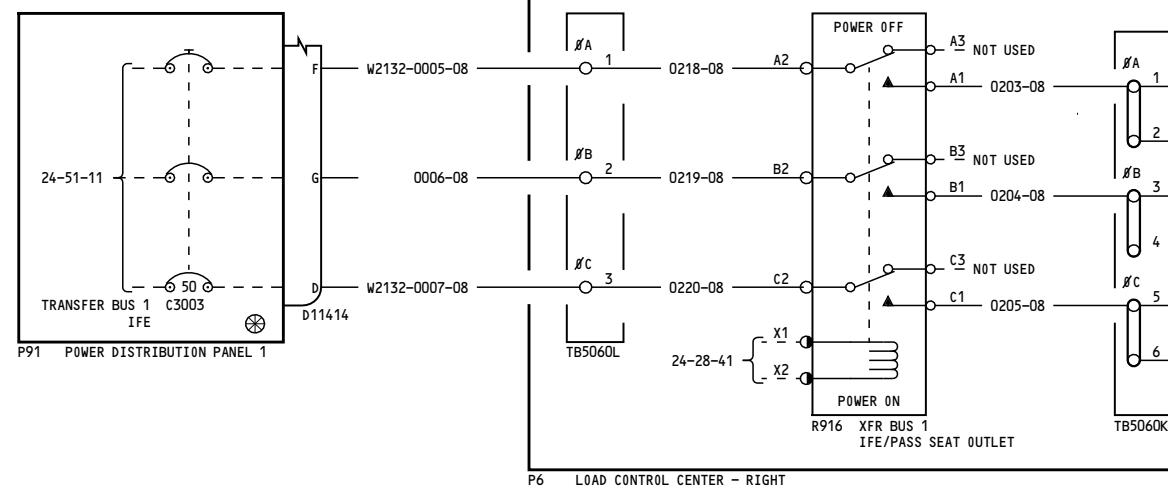 POWER OFF
ØA
1
A3 NOT USED
F
W2132-0005-08
0218-08
A2
A1
0203-08
ØA
1
2
ØB
24-51-11
G
0006-08
2
0219-08
B2
B3 NOT USED
B1
0204-08
ØB
3
4
ØC
50
D
W2132-0007-08
3
0220-08
C2
C3 NOT USED
C1
0205-08
ØC
5
6
TRANSFER BUS 1 C3003
IFE
D11414
P91 POWER DISTRIBUTION PANEL 1
TB5060L
24-28-41
X1
X2
POWER ON
R916 XFR BUS 1
IFE/PASS SEAT OUTLET
TB5060K
P6 LOAD CONTROL CENTER - RIGHT